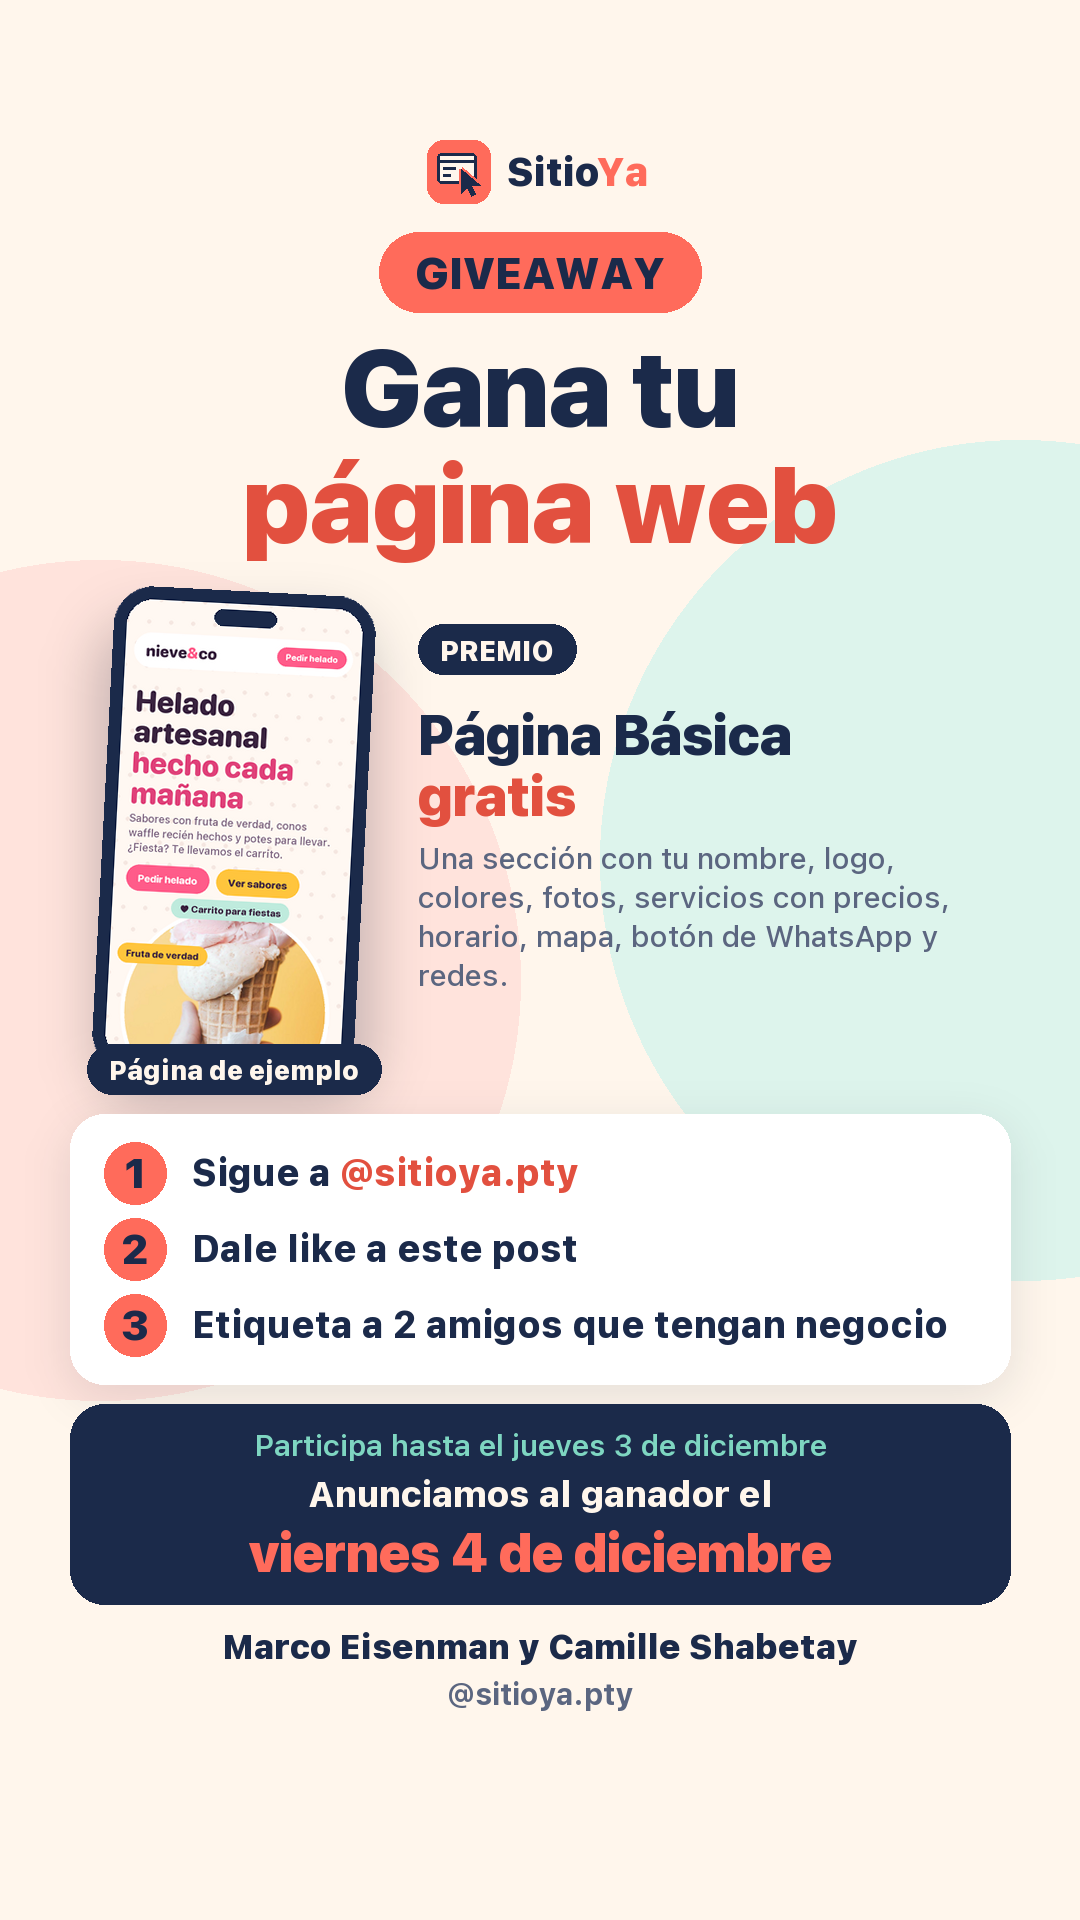 SitioYa
GIVEAWAY
Gana tu
página web
nieve&co
Pedir helado
Helado
artesanal
hecho cada
mañana
Sabores con fruta de verdad, conos
waffle recién hechos y potes para llevar.
¿Fiesta? Te llevamos el carrito.
Pedir helado
Ver sabores
Carrito para fiestas
Fruta de verdad
Página de ejemplo
PREMIO
Página Básica
gratis
Una sección con tu nombre, logo,
colores, fotos, servicios con precios,
horario, mapa, botón de WhatsApp y
redes.
1 Sigue a @sitioya.pty
2 Dale like a este post
3 Etiqueta a 2 amigos que tengan negocio
Participa hasta el jueves 3 de diciembre
Anunciamos al ganador el
viernes 4 de diciembre
Marco Eisenman y Camille Shabetay
@sitioya.pty